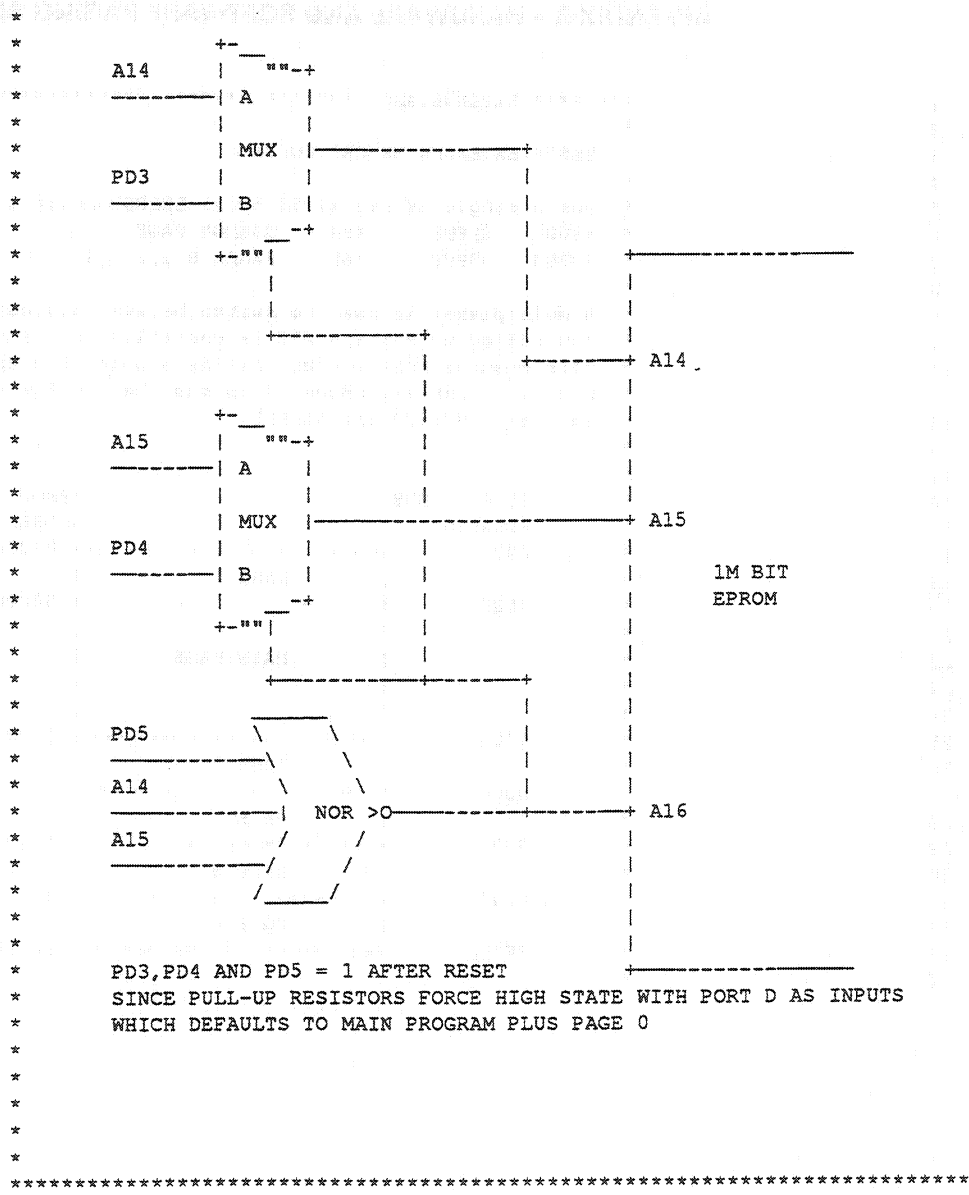 A14
A
MUX
PD3
B
A14
A15
A
MUX
A15
PD4
B
1M BIT
EPROM
PD5
A14
NOR >O
A16
A15
PD3,PD4 AND PD5 = 1 AFTER RESET
SINCE PULL-UP RESISTORS FORCE HIGH STATE WITH PORT D AS INPUTS
WHICH DEFAULTS TO MAIN PROGRAM PLUS PAGE 0